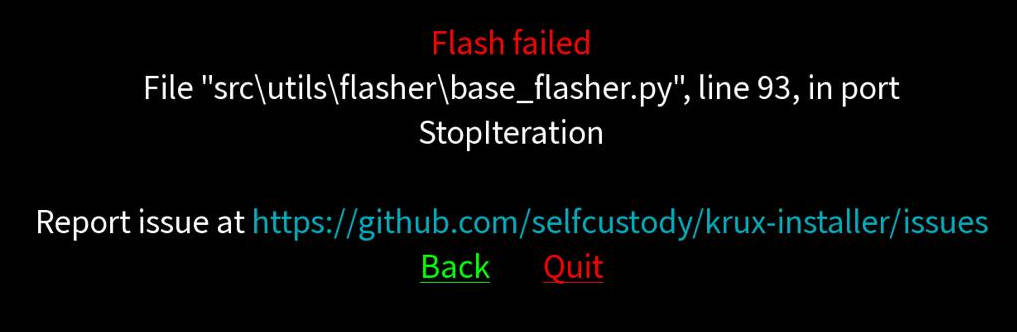 Flash failed
File "src\utils\flasher\base_flasher.py", line 93, in port
StopIteration
Report issue at https://github.com/selfcustody/krux-installer/issues
Back Quit